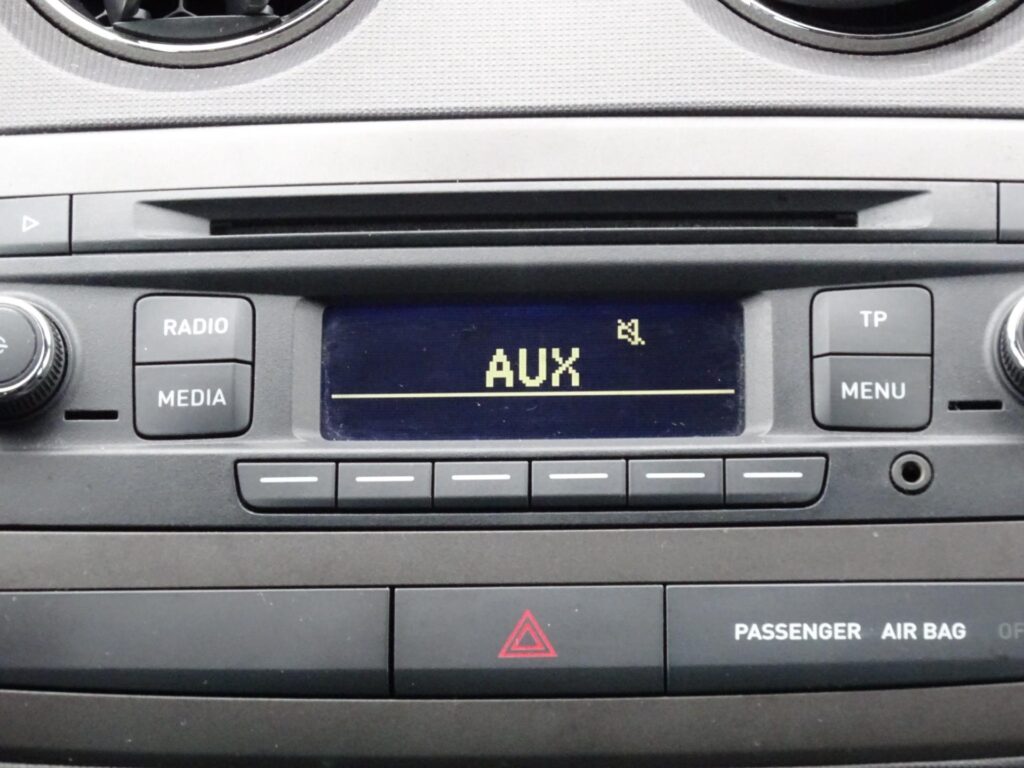 RADIO
TP
AUX
MEDIA
MENU
PASSENGER AIR BAG